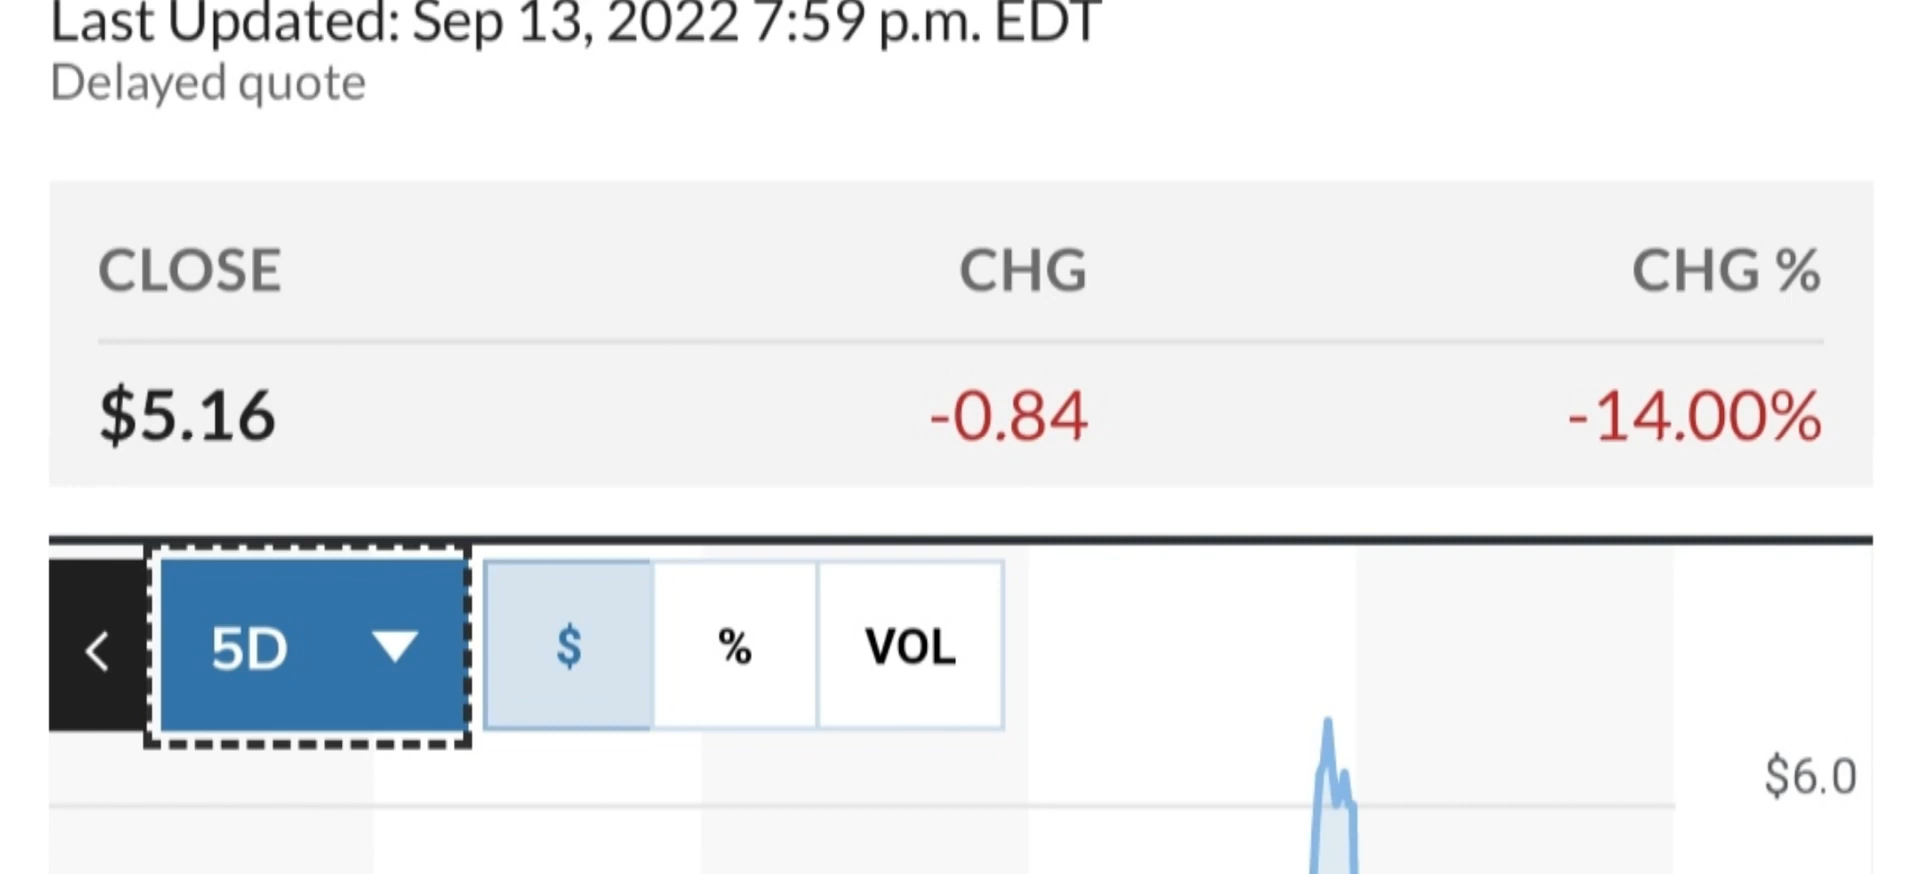 Last Updated: Sep 13, 2022 7:59 p.m. EDT
Delayed quote
CLOSE CHG CHG %
$5.16 -0.84 -14.00%
5D $ % VOL
$6.0